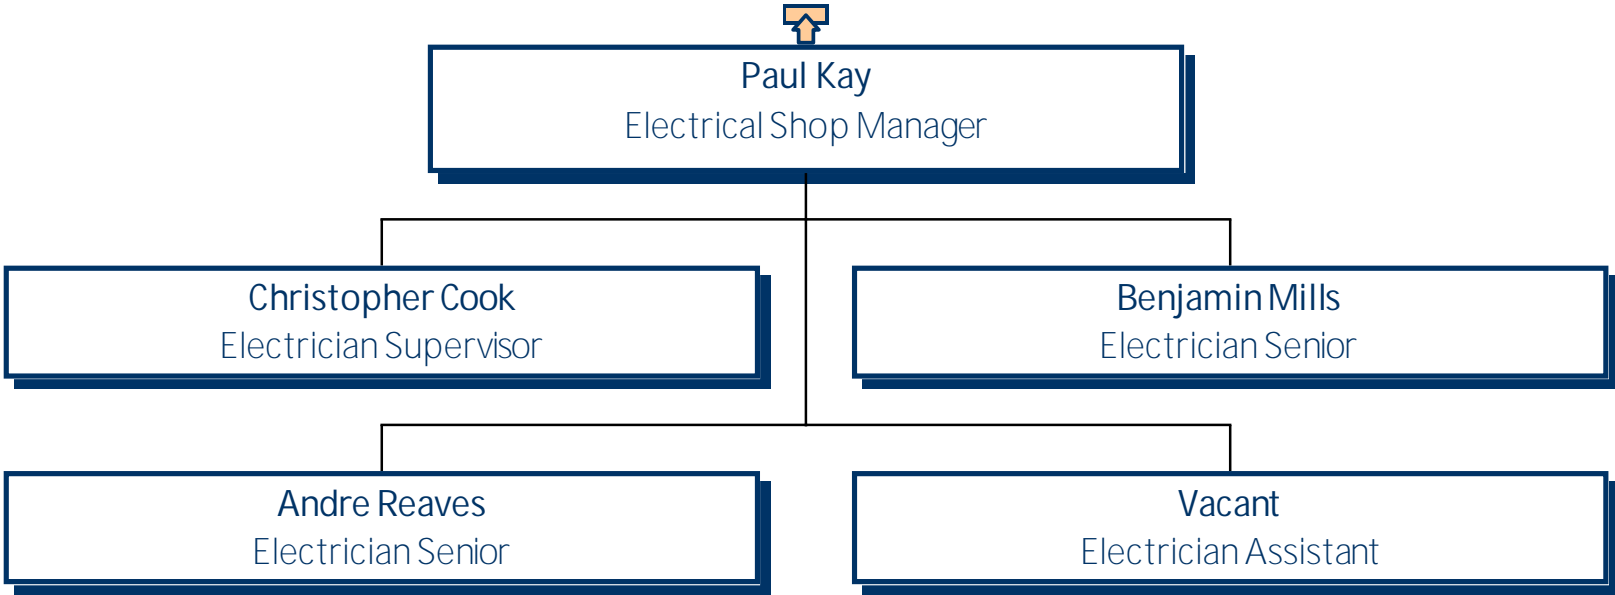 Paul Kay
Electrical Shop Manager
Christopher Cook
Electrician Supervisor
Benjamin Mills
Electrician Senior
Andre Reaves
Electrician Senior
Vacant
Electrician Assistant